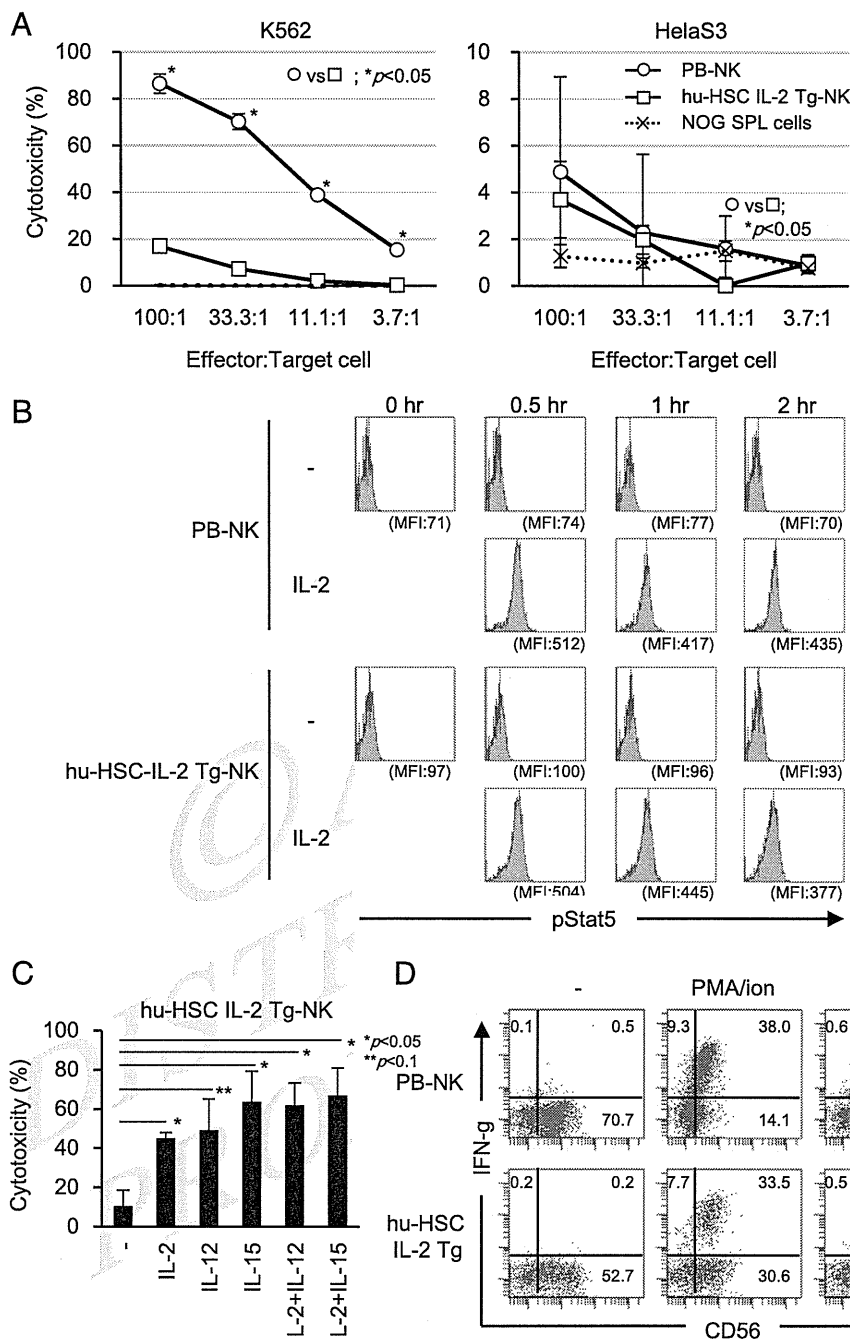 A
K562
HelaS3
Cytotoxicity (%)
100
80
60
40
20
0
○ vs □ ; *p<0.05
*
*
*
*
100:1 33.3:1 11.1:1 3.7:1
Effector:Target cell
10
8
6
4
2
0
PB-NK
hu-HSC IL-2 Tg-NK
NOG SPL cells
○ vs □;
*p<0.05
100:1 33.3:1 11.1:1 3.7:1
Effector:Target cell
B
0 hr 0.5 hr 1 hr 2 hr
PB-NK
-
(MFI:71) (MFI:74) (MFI:77) (MFI:70)
IL-2
(MFI:512) (MFI:417) (MFI:435)
hu-HSC-IL-2 Tg-NK
-
(MFI:97) (MFI:100) (MFI:96) (MFI:93)
IL-2
(MFI:504) (MFI:445) (MFI:377)
pStat5
C
hu-HSC IL-2 Tg-NK
Cytotoxicity (%)
100
80
60
40
20
0
*p<0.05
**p<0.1
*
*
*
**
*
- IL-2 IL-12 IL-15 L-2+IL-12 L-2+IL-15
D
- PMA/ion
PB-NK
0.1 0.5 70.7
9.3 38.0 14.1
0.6
hu-HSC
IL-2 Tg
0.2 0.2 52.7
7.7 33.5 30.6
0.5
IFN-g
CD56